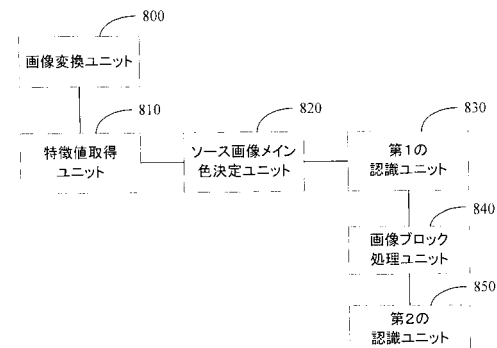 800
画像変換ユニット
810
820
830
特徴値取得
ユニット
ソース画像メイン
色決定ユニット
第1の
認識ユニット
840
画像ブロック
処理ユニット
850
第2の
認識ユニット